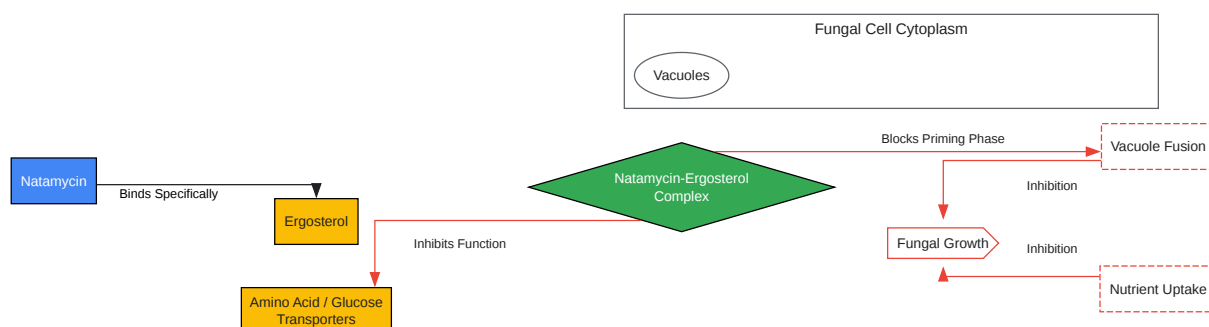 Fungal Cell Cytoplasm
Vacuoles
Blocks Priming Phase
Vacuole Fusion
Natamycin
Binds Specifically
Natamycin-Ergosterol
Complex
Inhibition
Ergosterol
Inhibits Function
Fungal Growth
Inhibition
Nutrient Uptake
Amino Acid / Glucose
Transporters